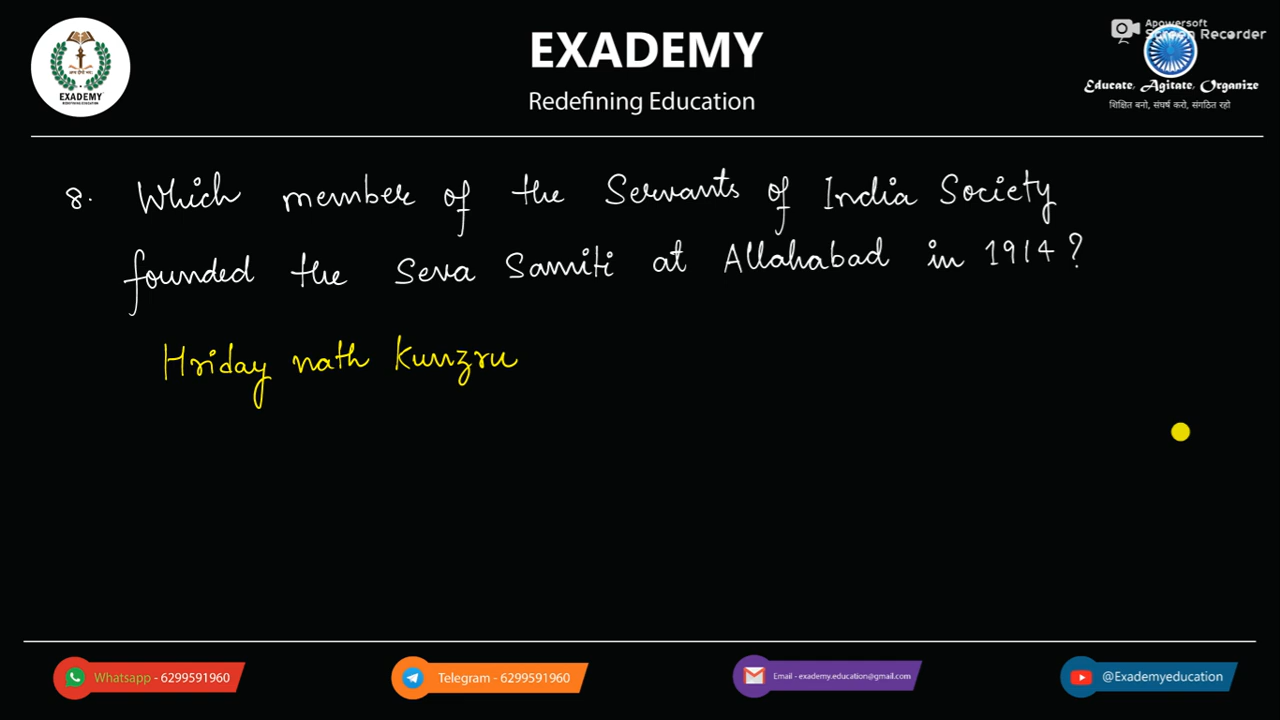 EXADEMY
Redefining Education
EXADEMY
REDEFINING EDUCATION
Apowersoft
Screen Recorder
Educate, Agitate, Organize
शिक्षित बनो, संघर्ष करो, संगठित रहो
8. Which member of the Servants of India Society
founded the Seva Samiti at Allahabad in 1914?
Hriday nath Kunzru
Whatsapp - 6299591960
Telegram - 6299591960
Email - exademy.education@gmail.com
@Exademyeducation